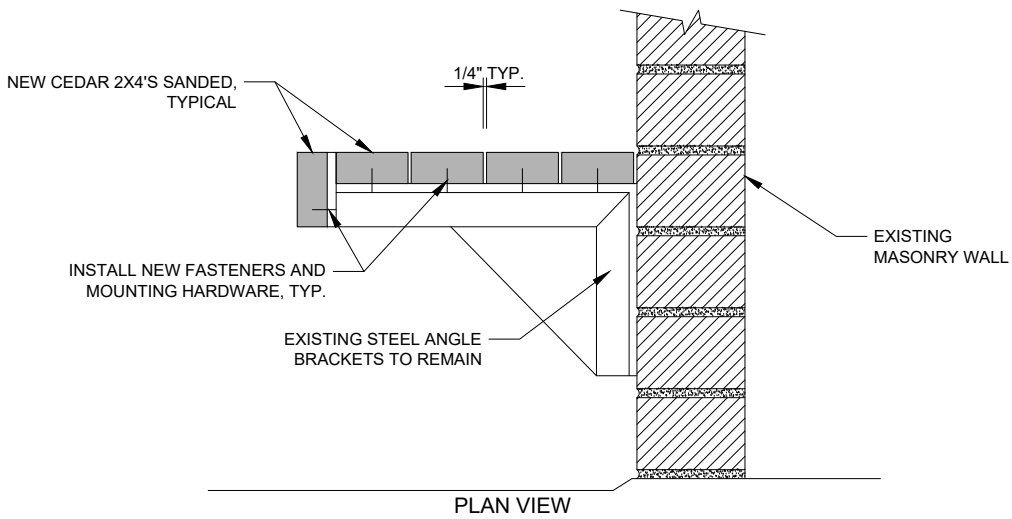 NEW CEDAR 2X4'S SANDED,
TYPICAL
1/4" TYP.
EXISTING
MASONRY WALL
INSTALL NEW FASTENERS AND
MOUNTING HARDWARE, TYP.
EXISTING STEEL ANGLE
BRACKETS TO REMAIN
PLAN VIEW